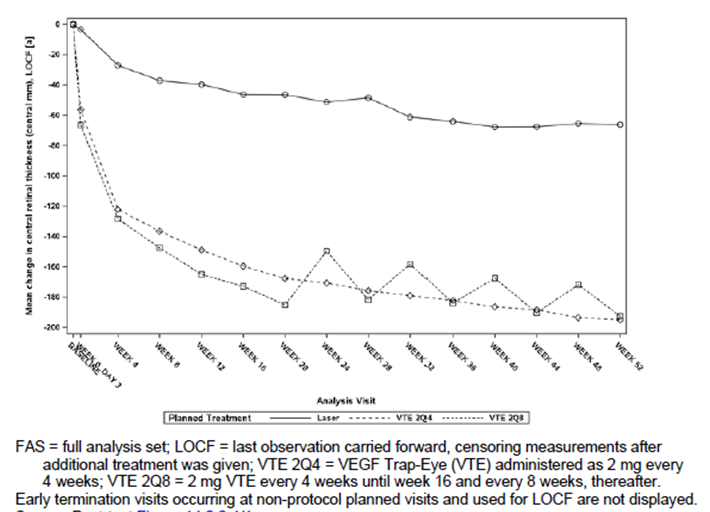 Mean change in central retinal thickness (central mm), LOCF [a]
0
-20
-40
-60
-80
-100
-120
-140
-160
-180
-200
BASELINE
WEEK 0, DAY 3
WEEK 4
WEEK 8
WEEK 12
WEEK 16
WEEK 20
WEEK 24
WEEK 28
WEEK 32
WEEK 36
WEEK 40
WEEK 44
WEEK 48
WEEK 52
Analysis Visit
Planned Treatment Laser VTE 2Q4 VTE 2Q8
FAS = full analysis set; LOCF = last observation carried forward, censoring measurements after
additional treatment was given; VTE 2Q4 = VEGF Trap-Eye (VTE) administered as 2 mg every
4 weeks; VTE 2Q8 = 2 mg VTE every 4 weeks until week 16 and every 8 weeks, thereafter.
Early termination visits occurring at non-protocol planned visits and used for LOCF are not displayed.